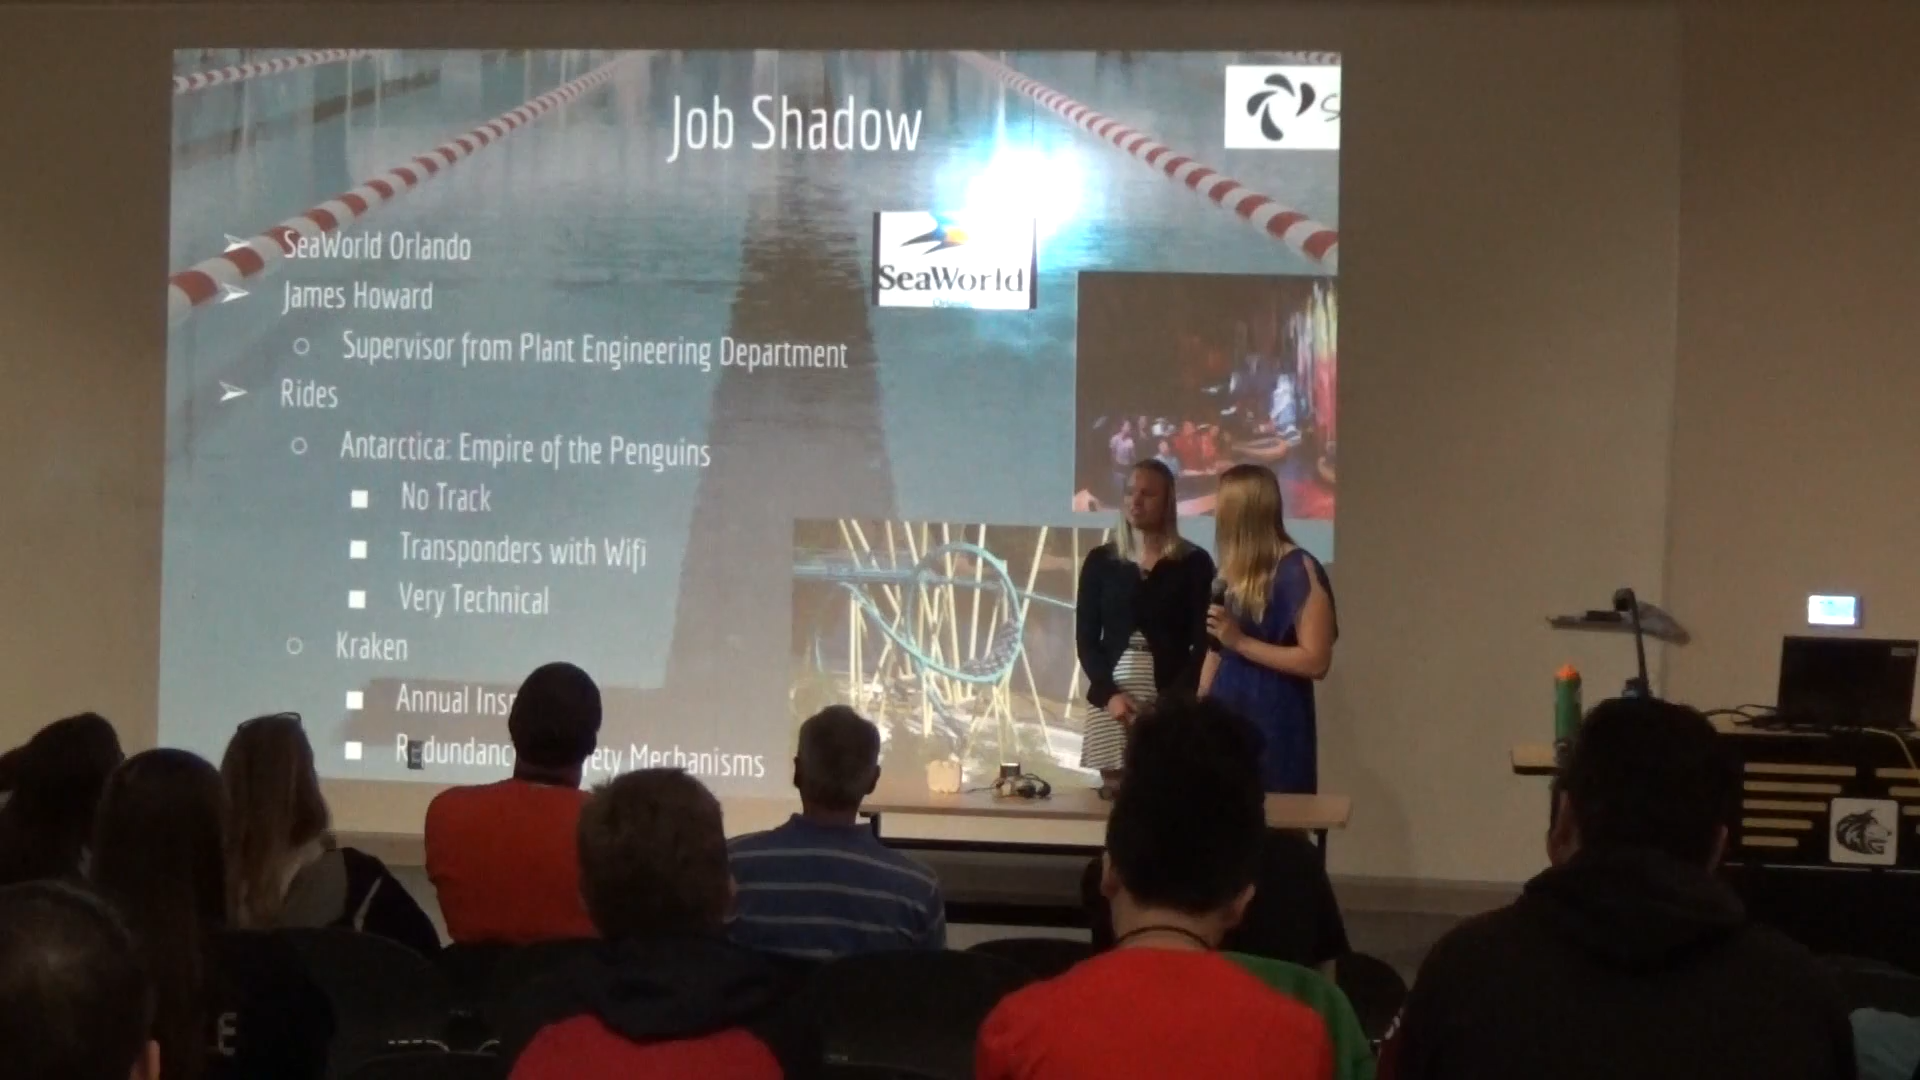 Job Shadow
SeaWorld Orlando
SeaWorld
James Howard
Supervisor from Plant Engineering Department
Rides
Antarctica: Empire of the Penguins
No Track
Transponders with Wifi
Very Technical
Kraken
Annual
Mechanisms